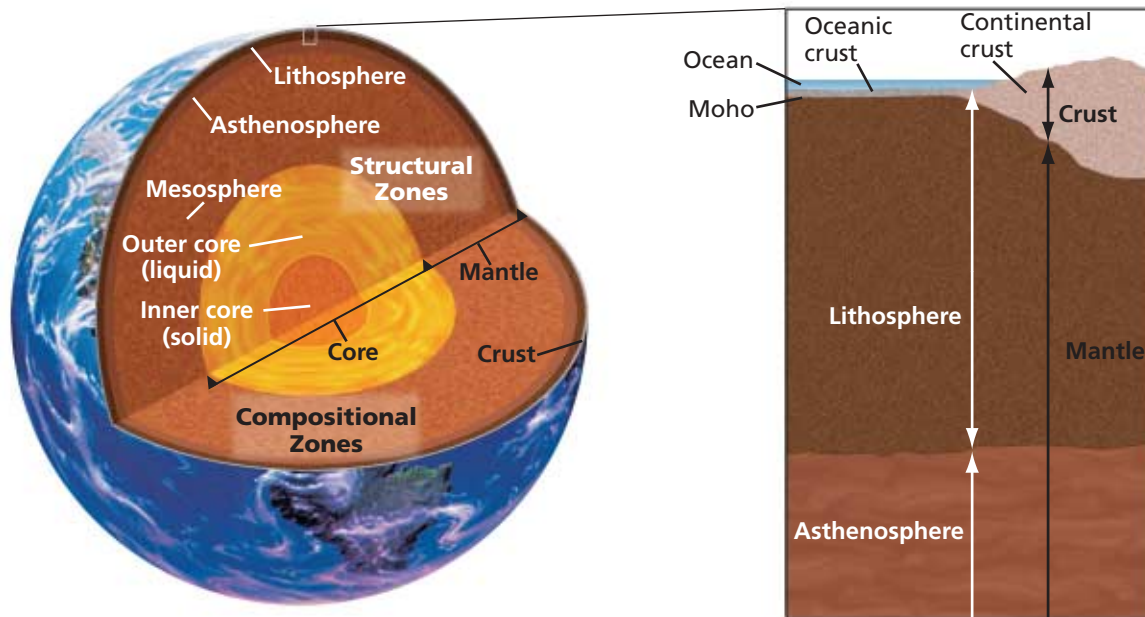 Lithosphere
Asthenosphere
Structural
Zones
Mesosphere
Outer core
(liquid)
Mantle
Inner core
(solid)
Core
Crust
Compositional
Zones
Oceanic
crust
Continental
crust
Ocean
Moho
Crust
Lithosphere
Mantle
Asthenosphere